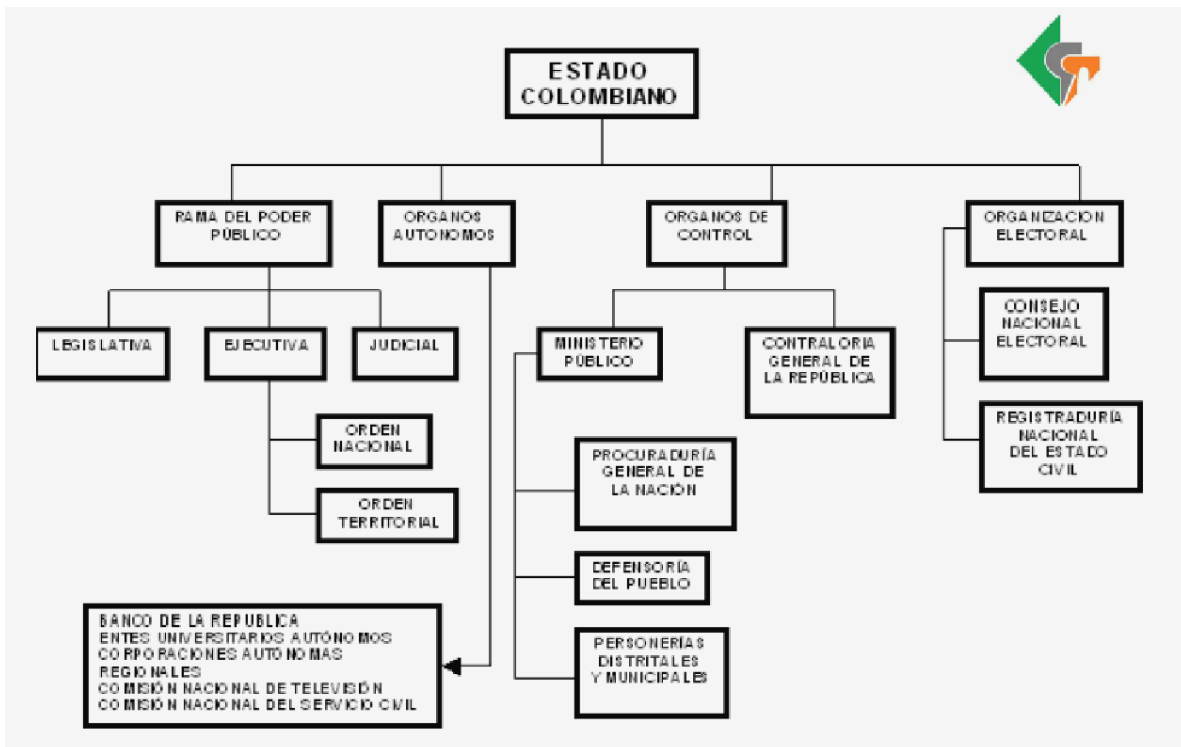 ESTADO
COLOMBIANO
RAMA DEL PODER
PÚBLICO
ORGANOS
AUTONOMOS
ORGANOS DE
CONTROL
ORGANIZACION
ELECTORAL
LEGISLATIVA
EJECUTIVA
JUDICIAL
MINISTERIO
PÚBLICO
CONTRALORIA
GENERAL DE
LA REPÚBLICA
CONSEJO
NACIONAL
ELECTORAL
ORDEN
NACIONAL
ORDEN
TERRITORIAL
PROCURADURÍA
GENERAL DE
LA NACIÓN
DEFENSORÍA
DEL PUEBLO
PERSONERÍAS
DISTRITALES
Y MUNICIPALES
REGISTRADURÍA
NACIONAL
DEL ESTADO
CIVIL
BANCO DE LA REPUBLICA
ENTES UNIVERSITARIOS AUTÓNOMOS
CORPORACIONES AUTÓNOMAS
REGIONALES
COMISIÓN NACIONAL DE TELEVISIÓN
COMISIÓN NACIONAL DEL SERVICIO CIVIL